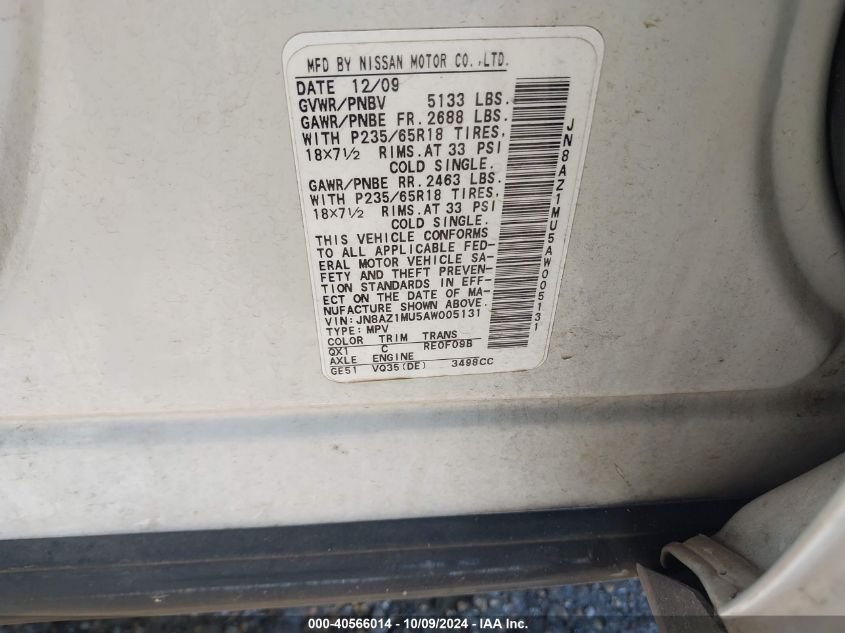 MFD BY NISSAN MOTOR CO.,LTD.
DATE 12/09
GVWR/PNBV 5133 LBS.
GAWR/PNBE FR. 2688 LBS.
WITH P235/65R18 TIRES,
18×7½ RIMS.AT 33 PSI
COLD SINGLE.
GAWR/PNBE RR. 2463 LBS.
WITH P235/65R18 TIRES,
18×7½ RIMS.AT 33 PSI
COLD SINGLE.
THIS VEHICLE CONFORMS
TO ALL APPLICABLE FED-
ERAL MOTOR VEHICLE SA-
FETY AND THEFT PREVEN-
TION STANDARDS IN EFF-
ECT ON THE DATE OF MA-
NUFACTURE SHOWN ABOVE.
VIN:JN8AZ1MU5AW005131
TYPE: MPV
COLOR TRIM TRANS
QX1 C RE0F09B
AXLE ENGINE
GE51 VQ35(DE) 3498CC
JN8AZ1MU5AW005131
000-40566014 - 10/09/2024 - IAA Inc.